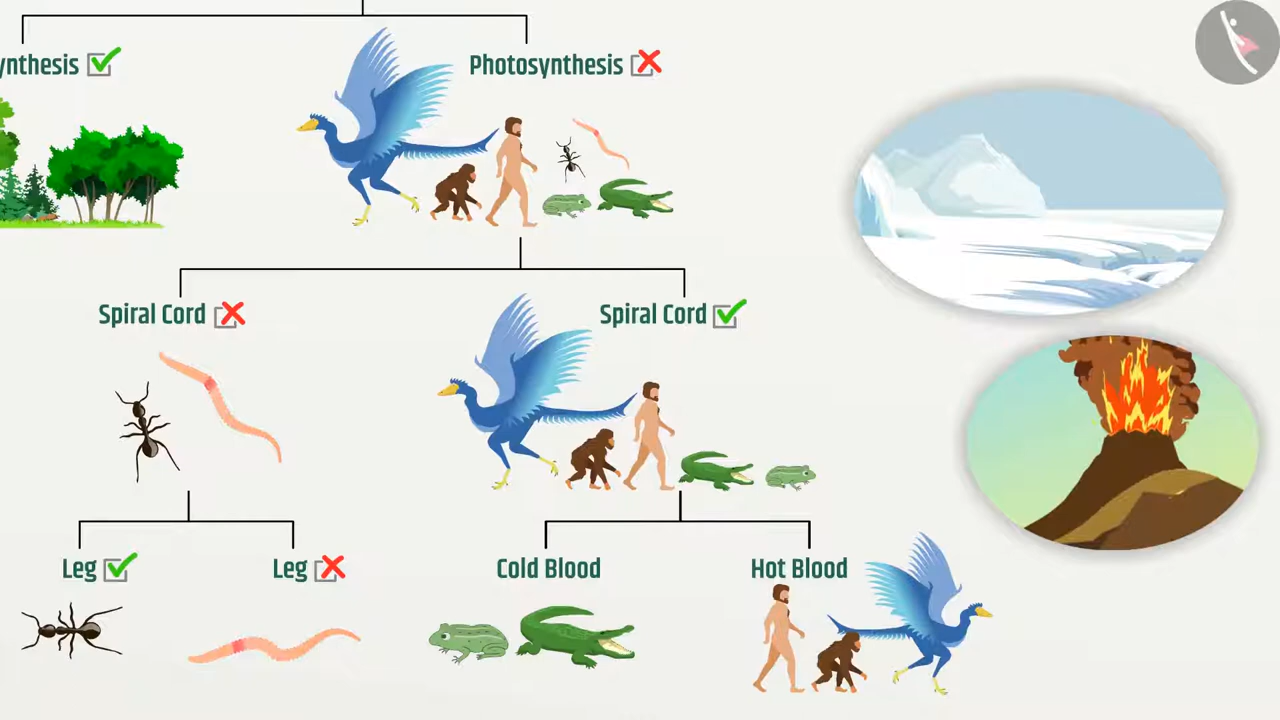 ynthesis
Photosynthesis
Spiral Cord
Spiral Cord
Leg
Leg
Cold Blood
Hot Blood